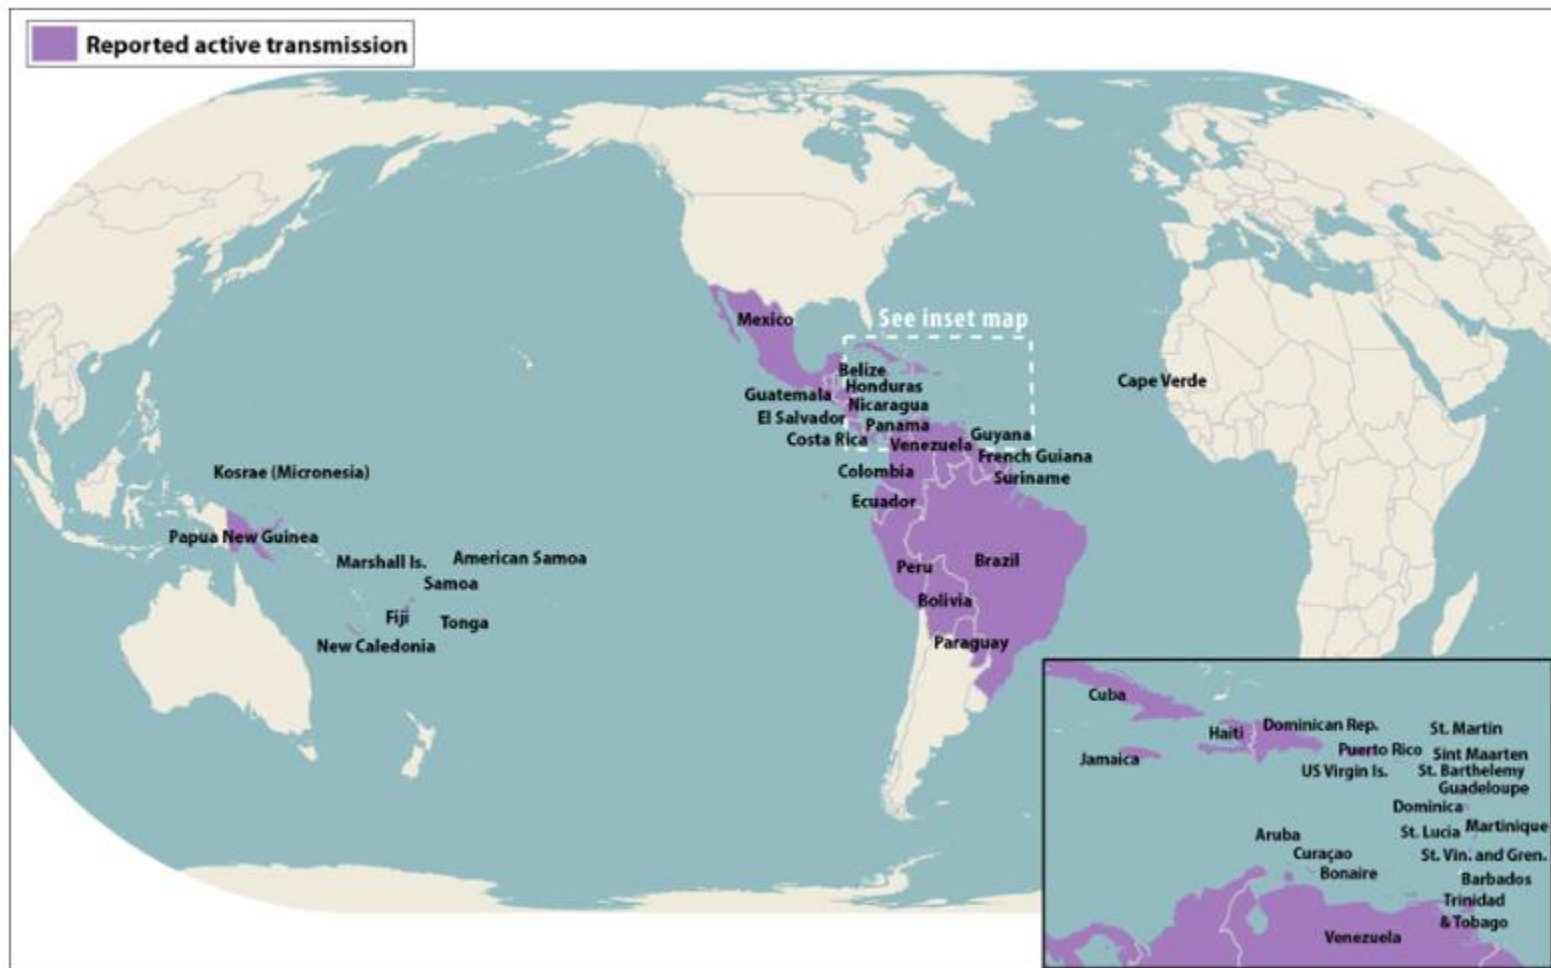 Reported active transmission
See inset map
Mexico
Belize
Honduras
Guatemala
Nicaragua
El Salvador
Panama
Costa Rica
Venezuela
Guyana
French Guiana
Suriname
Colombia
Ecuador
Peru
Brazil
Bolivia
Paraguay
Cape Verde
Kosrae (Micronesia)
Papua New Guinea
Marshall Is.
American Samoa
Samoa
Fiji
Tonga
New Caledonia
Cuba
Haiti
Dominican Rep.
St. Martin
Jamaica
Puerto Rico
Sint Maarten
US Virgin Is.
St. Barthelemy
Guadeloupe
Dominica
Martinique
St. Lucia
Aruba
Curaçao
St. Vin. and Gren.
Bonaire
Barbados
Trinidad
& Tobago
Venezuela